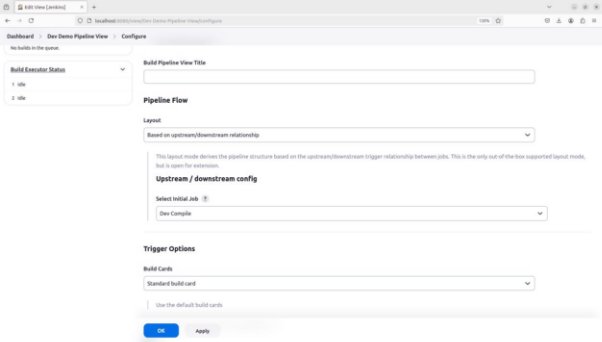 Edit View [Jenkins]
localhost:8080/view/Dev Demo Pipeline View/configure
120%
Dashboard > Dev Demo Pipeline View > Configure
No builds in the queue.
Build Executor Status
1 Idle
2 Idle
Build Pipeline View Title
Pipeline Flow
Layout
Based on upstream/downstream relationship
This layout mode derives the pipeline structure based on the upstream/downstream trigger relationship between jobs. This is the only out-of-the-box supported layout mode,
but is open for extension.
Upstream / downstream config
Select Initial Job ?
Dev Compile
Trigger Options
Build Cards
Standard build card
Use the default build cards
OK
Apply